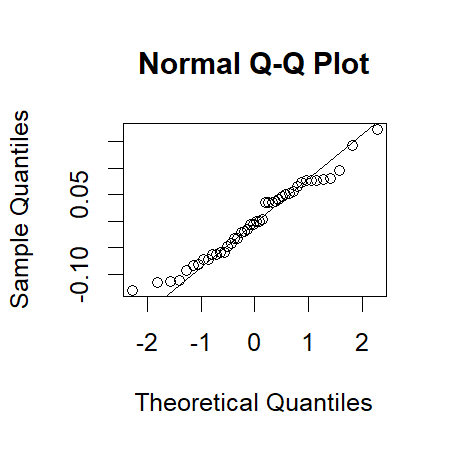 Normal Q-Q Plot
Sample Quantiles
0.05
-0.10
-2 -1 0 1 2
Theoretical Quantiles